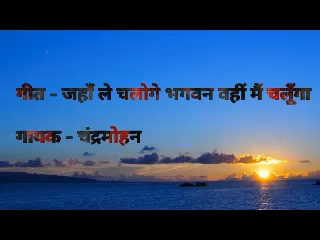 गीत - जहाँ ले चलोगे भगवन वहीं मैं चलूँगा
गायक - चंद्रमोहन